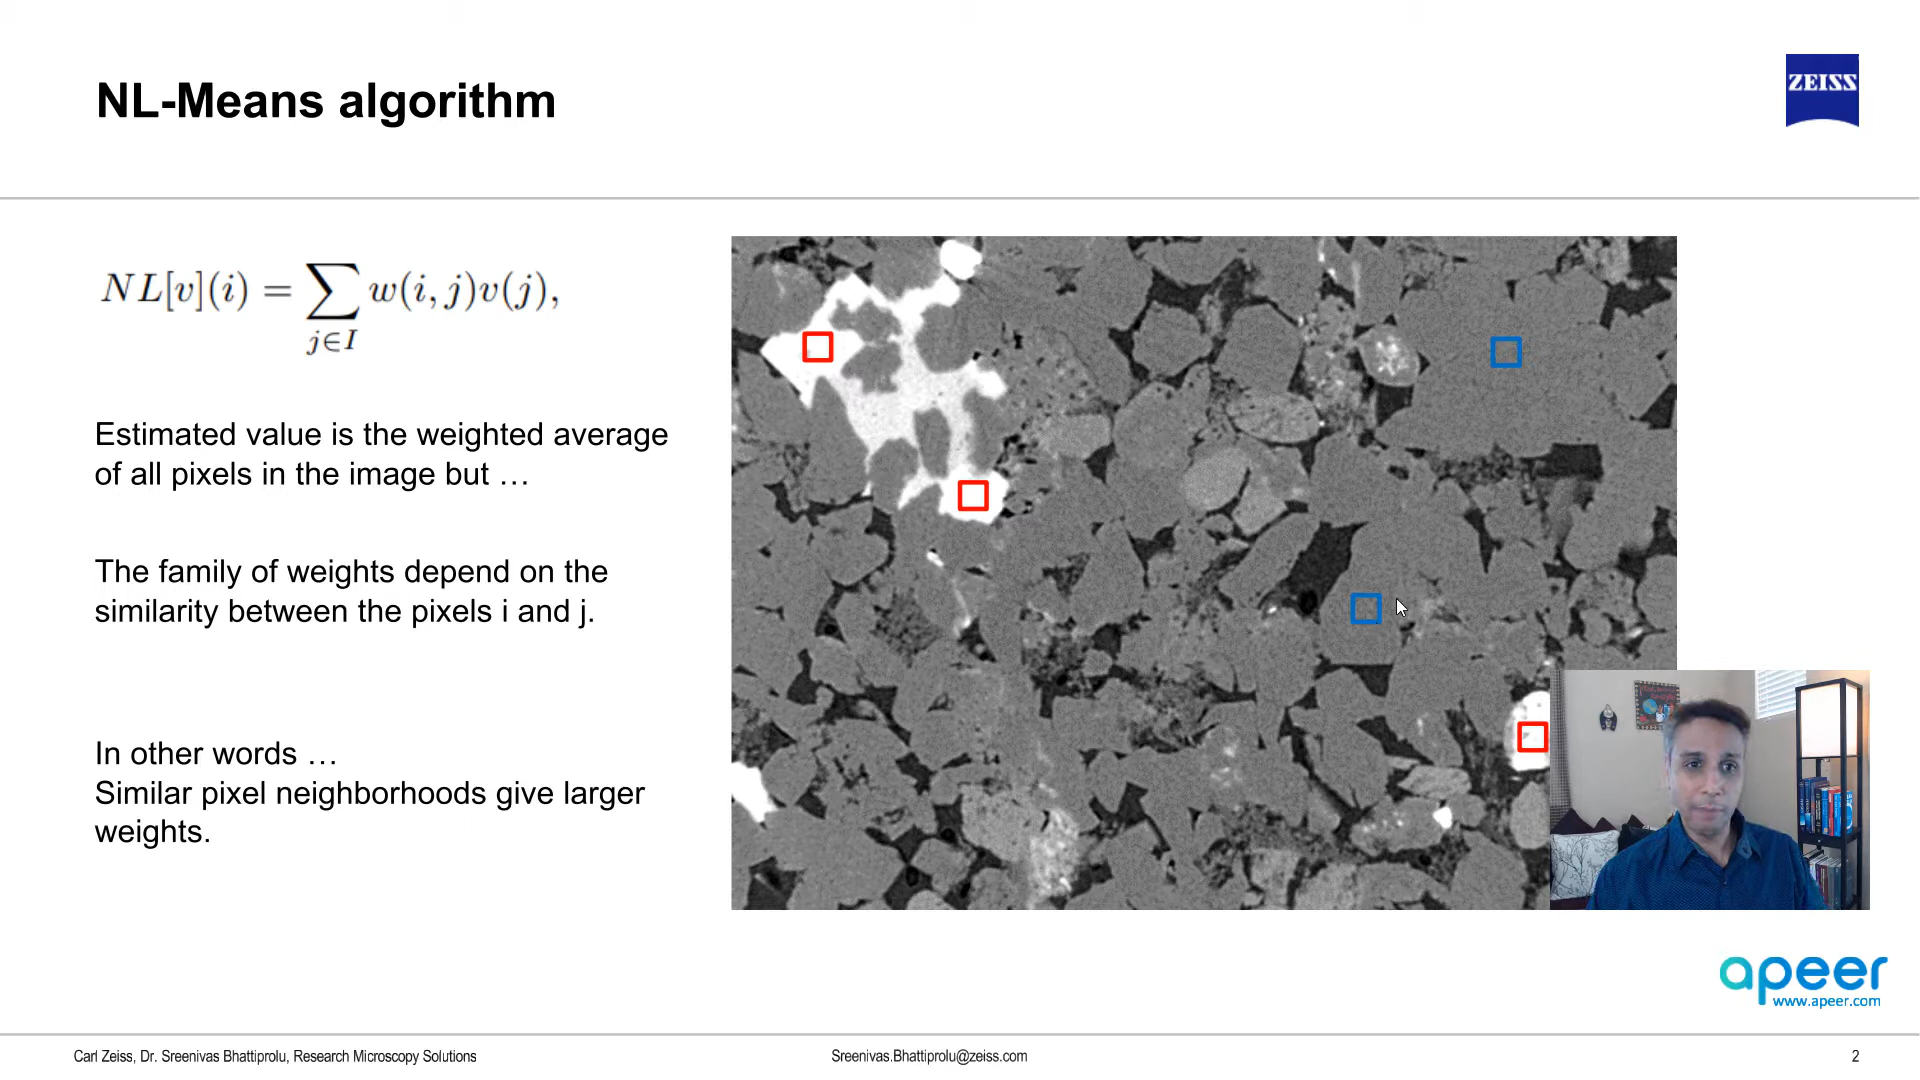 NL-Means algorithm
ZEISS
NL[v](i) = ∑ w(i, j)v(j),
j∈I
Estimated value is the weighted average
of all pixels in the image but …
The family of weights depend on the
similarity between the pixels i and j.
In other words …
Similar pixel neighborhoods give larger
weights.
apeer
www.apeer.com
Carl Zeiss, Dr. Sreenivas Bhattiprolu, Research Microscopy Solutions
Sreenivas.Bhattiprolu@zeiss.com
2